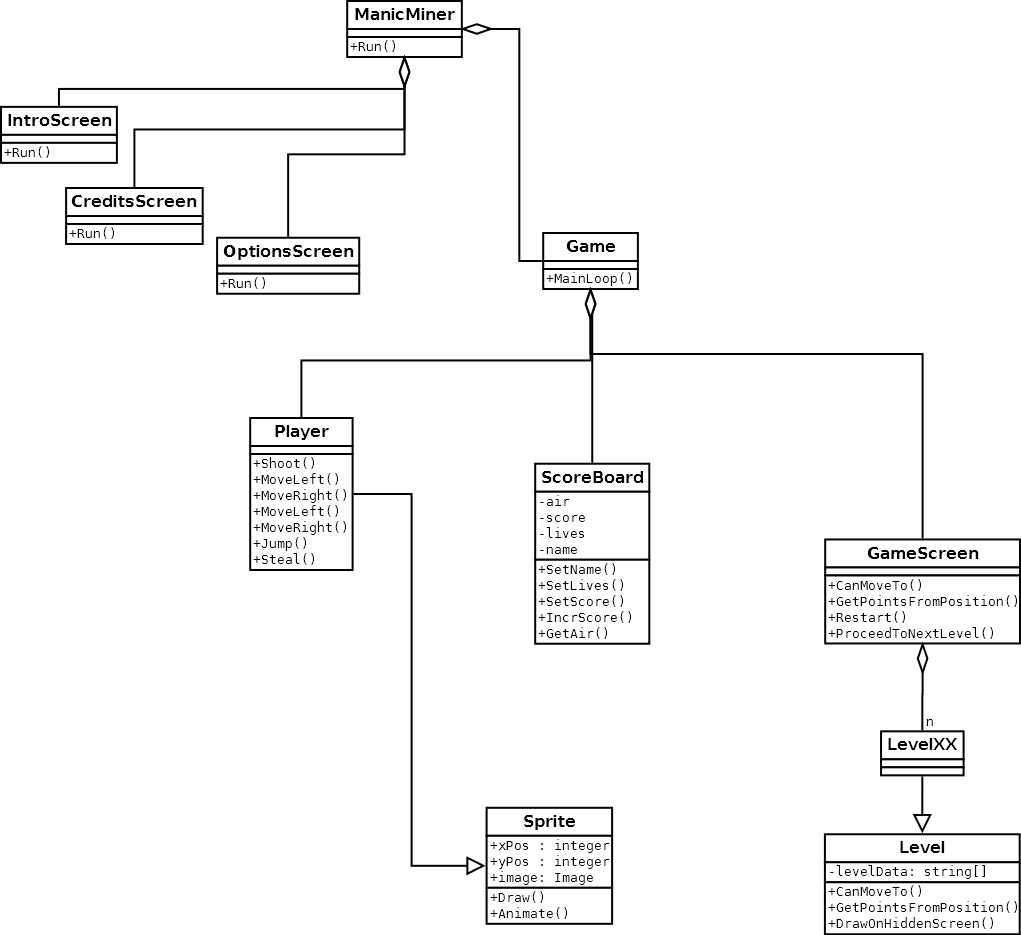 ManicMiner
+Run()
IntroScreen
+Run()
CreditsScreen
+Run()
OptionsScreen
+Run()
Game
+MainLoop()
Player
+Shoot()
+MoveLeft()
+MoveRight()
+MoveLeft()
+MoveRight()
+Jump()
+Steal()
ScoreBoard
-air
-score
-lives
-name
+SetName()
+SetLives()
+SetScore()
+IncrScore()
+GetAir()
GameScreen
+CanMoveTo()
+GetPointsFromPosition()
+Restart()
+ProceedToNextLevel()
n
LevelXX
Sprite
+xPos : integer
+yPos : integer
+image: Image
+Draw()
+Animate()
Level
-levelData: string[]
+CanMoveTo()
+GetPointsFromPosition()
+DrawOnHiddenScreen()